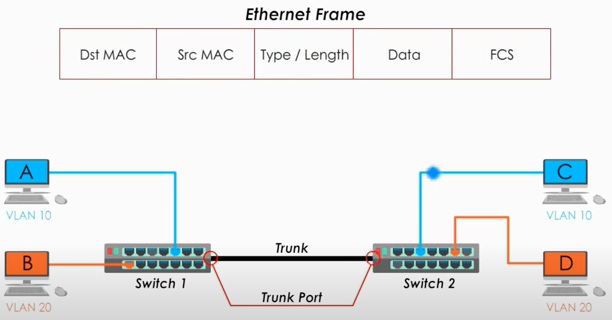 Ethernet Frame
Dst MAC
Src MAC
Type / Length
Data
FCS
A
VLAN 10
C
VLAN 10
Trunk
B
VLAN 20
Switch 1
Trunk Port
Switch 2
D
VLAN 20